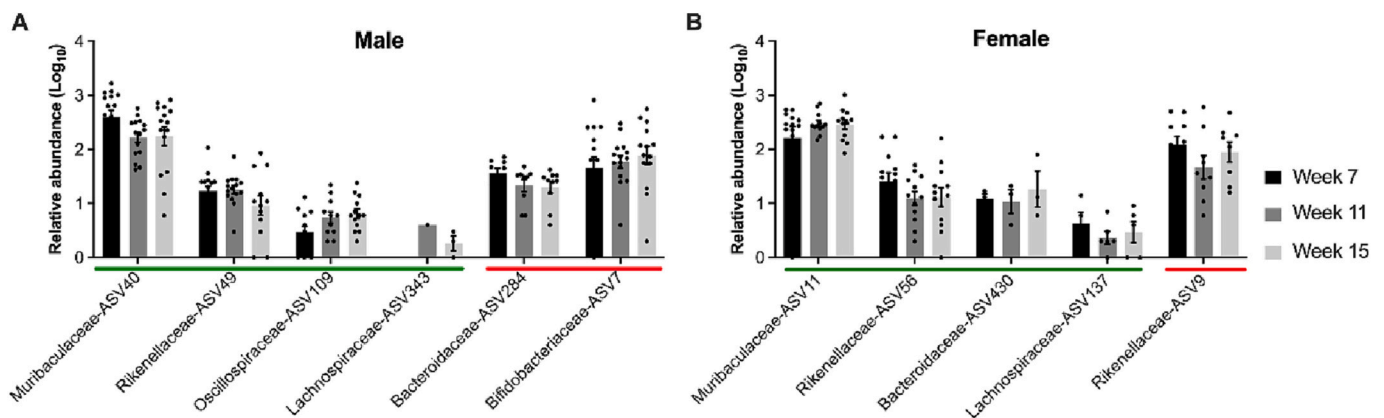 A
Male
Relative abundance (Log10)
4
3
2
1
0
Muribaculaceae-ASV40
Rikenellaceae-ASV49
Oscillospiraceae-ASV109
Lachnospiraceae-ASV343
Bacteroidaceae-ASV284
Bifidobacteriaceae-ASV7
B
Female
Relative abundance (Log10)
4
3
2
1
0
Muribaculaceae-ASV11
Rikenellaceae-ASV56
Bacteroidaceae-ASV430
Lachnospiraceae-ASV137
Rikenellaceae-ASV9
Week 7
Week 11
Week 15